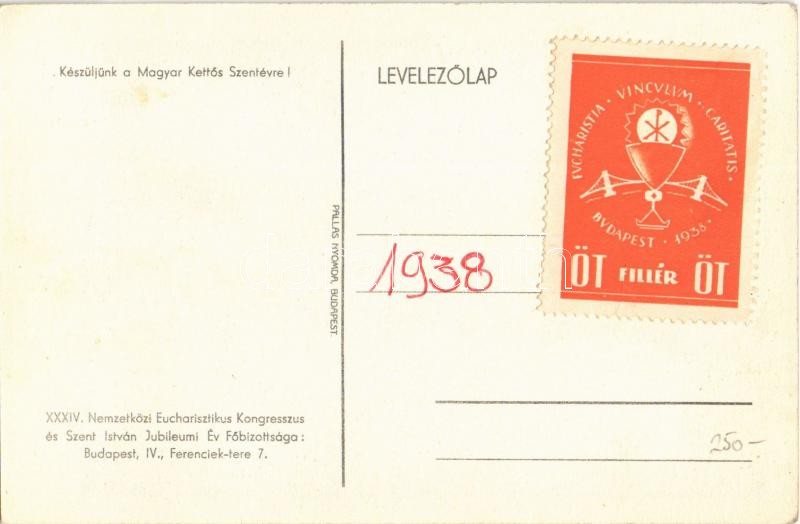 . Készüljünk a Magyar Kettős Szentévre !
LEVELEZŐLAP
EVCHARISTIA · VINCVLVM · CARITATIS ·
BVDAPEST · 1938 ·
ÖT FILLÉR ÖT
PALLAS NYOMDA, BUDAPEST.
1938
XXXIV. Nemzetközi Eucharisztikus Kongresszus
és Szent István Jubileumi Év Főbizottsága :
Budapest, IV., Ferenciek-tere 7.
250-